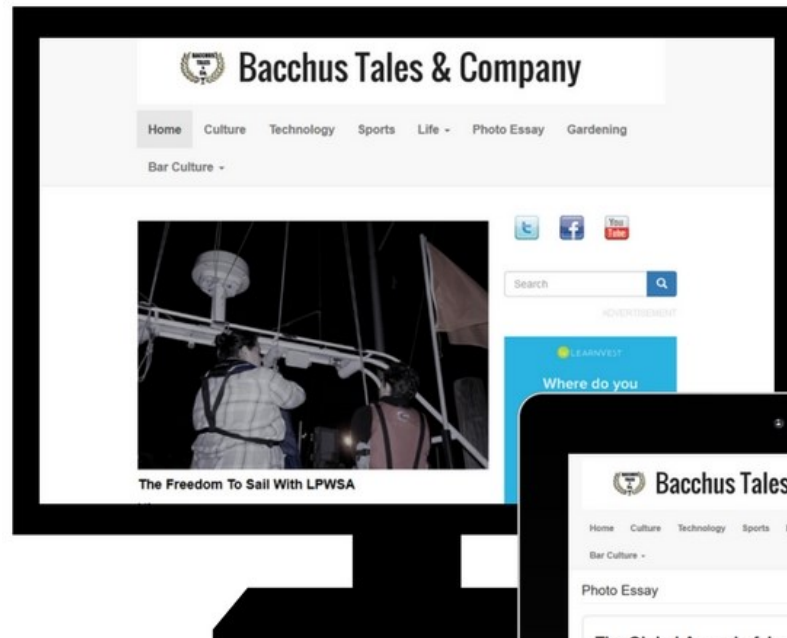 Bacchus Tales & Company
Home Culture Technology Sports Life Photo Essay Gardening
Bar Culture
You
Tube
Search
ADVERTISEMENT
LEARNVEST
Where do you
The Freedom To Sail With LPWSA
Bacchus Tales
Home Culture Technology Sports
Bar Culture
Photo Essay